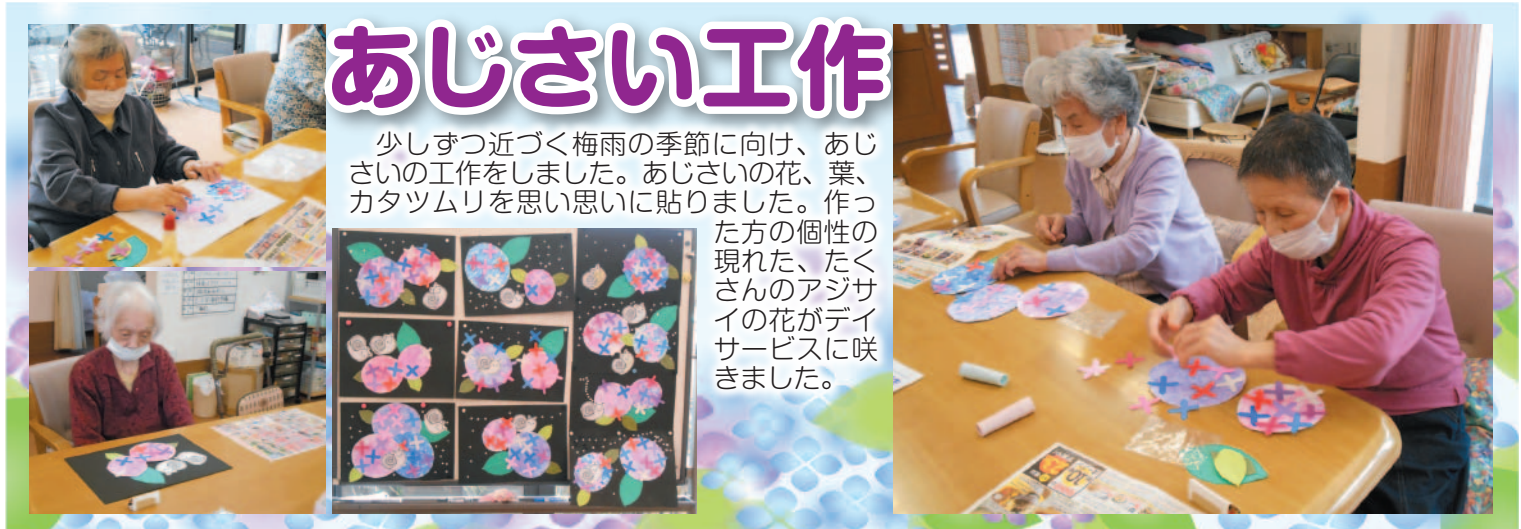 あじさい工作
少しずつ近づく梅雨の季節に向け、あじ
さいの工作をしました。あじさいの花、葉、
カタツムリを思い思いに貼りました。作っ
た方の個性の
現れた、たく
さんのアジサ
イの花がデイ
サービスに咲
きました。